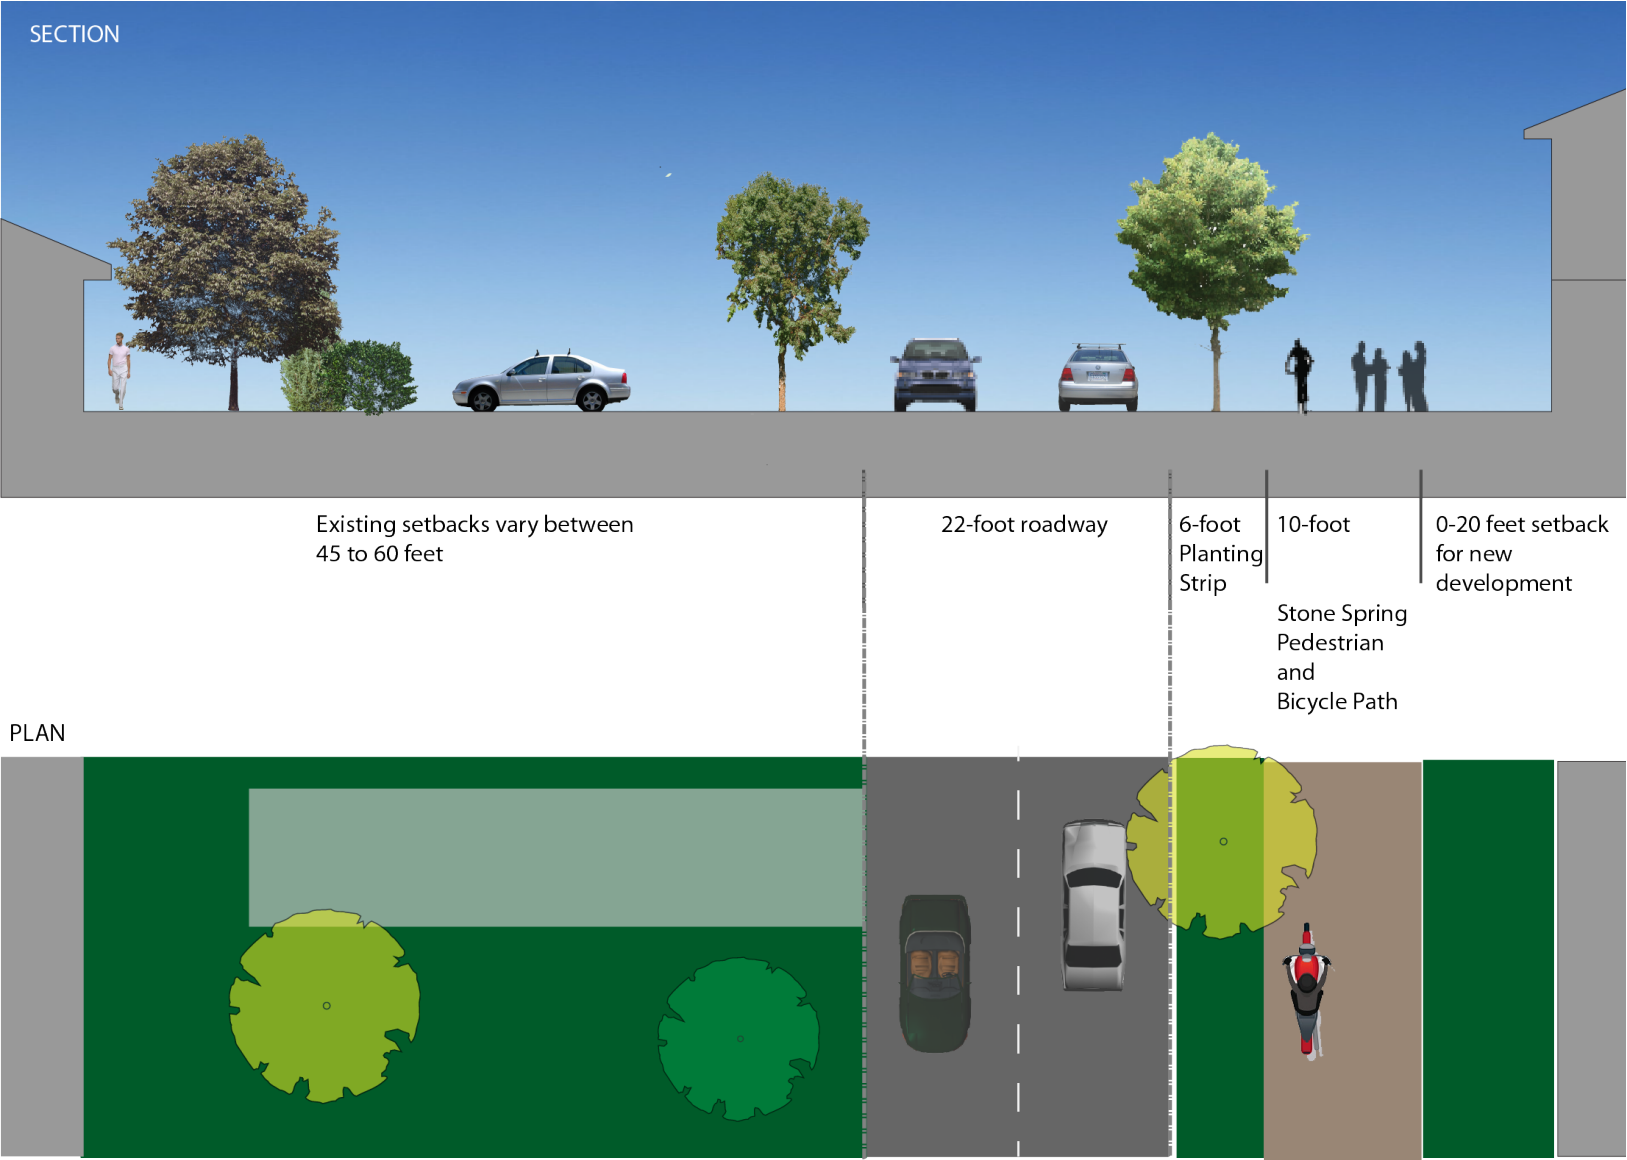 SECTION
Existing setbacks vary between
45 to 60 feet
22-foot roadway
6-foot
Planting
Strip
10-foot
Stone Spring
Pedestrian
and
Bicycle Path
0-20 feet setback
for new
development
PLAN